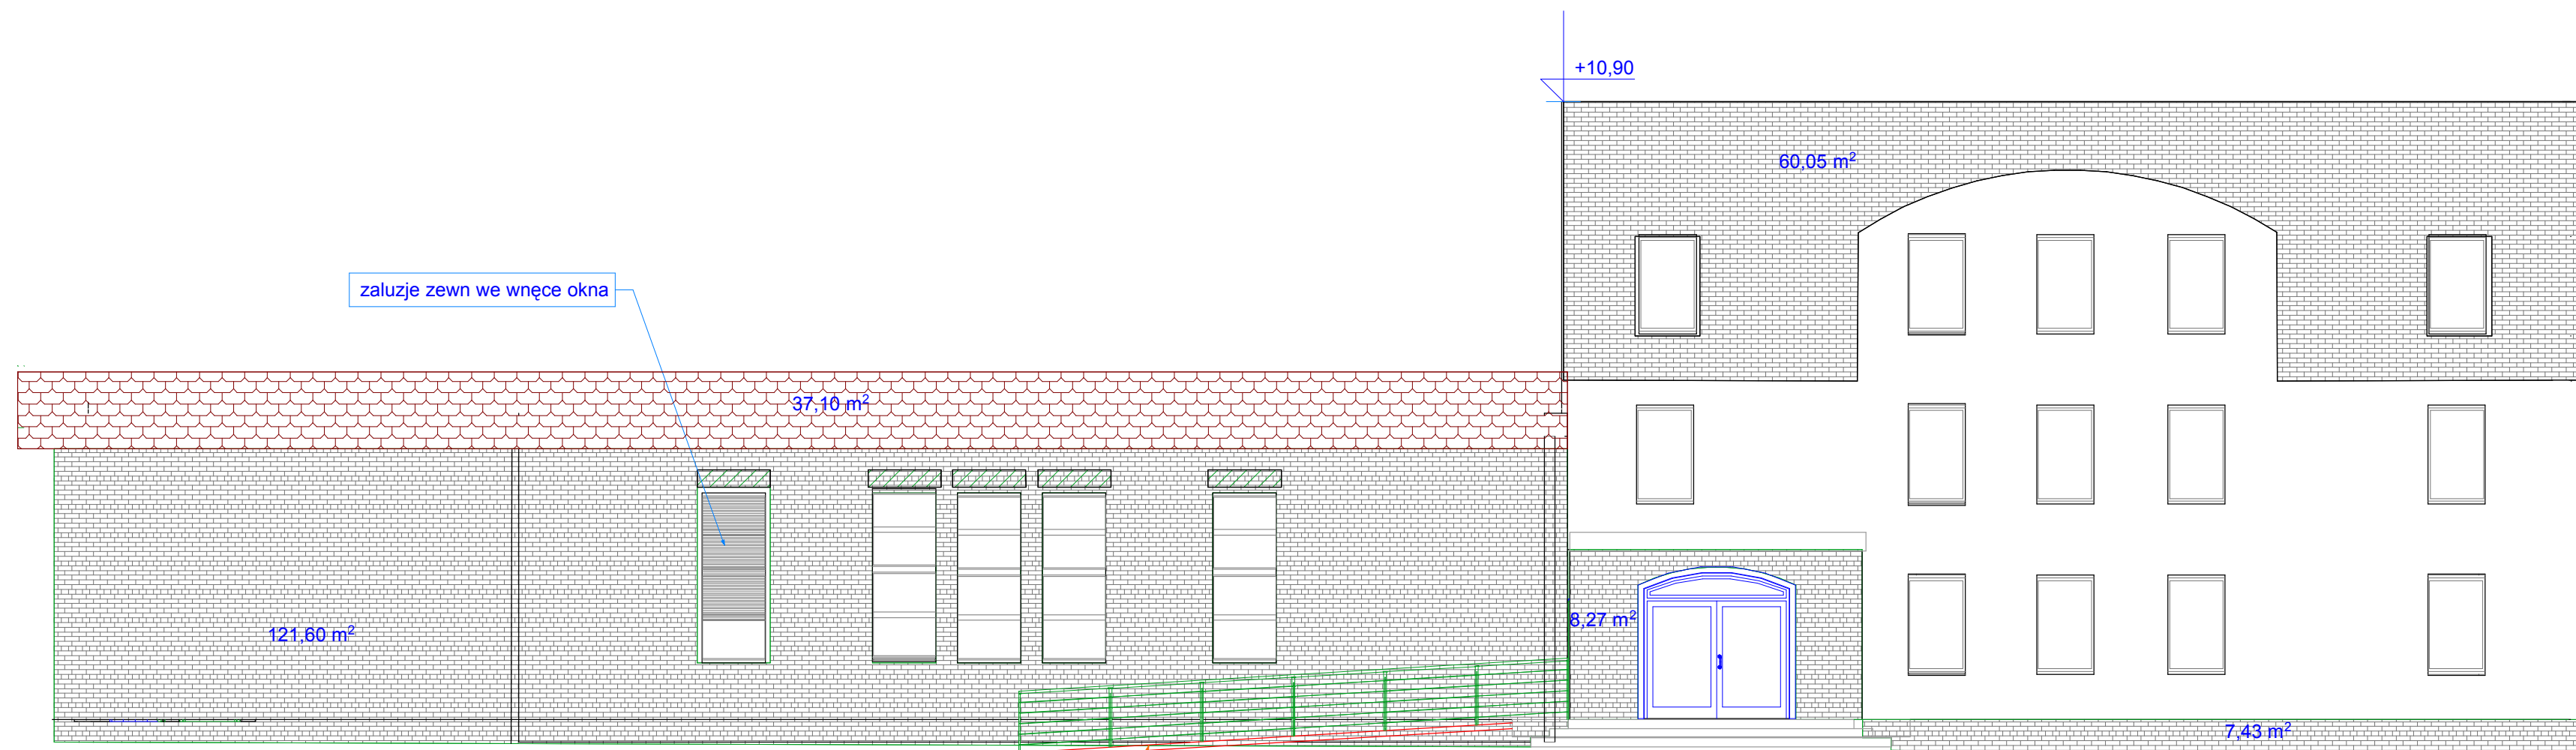 +10,90
60,05 m²
zaluzje zewn we wnęce okna
37,10 m²
8,27 m²
121,60 m²
7,43 m²